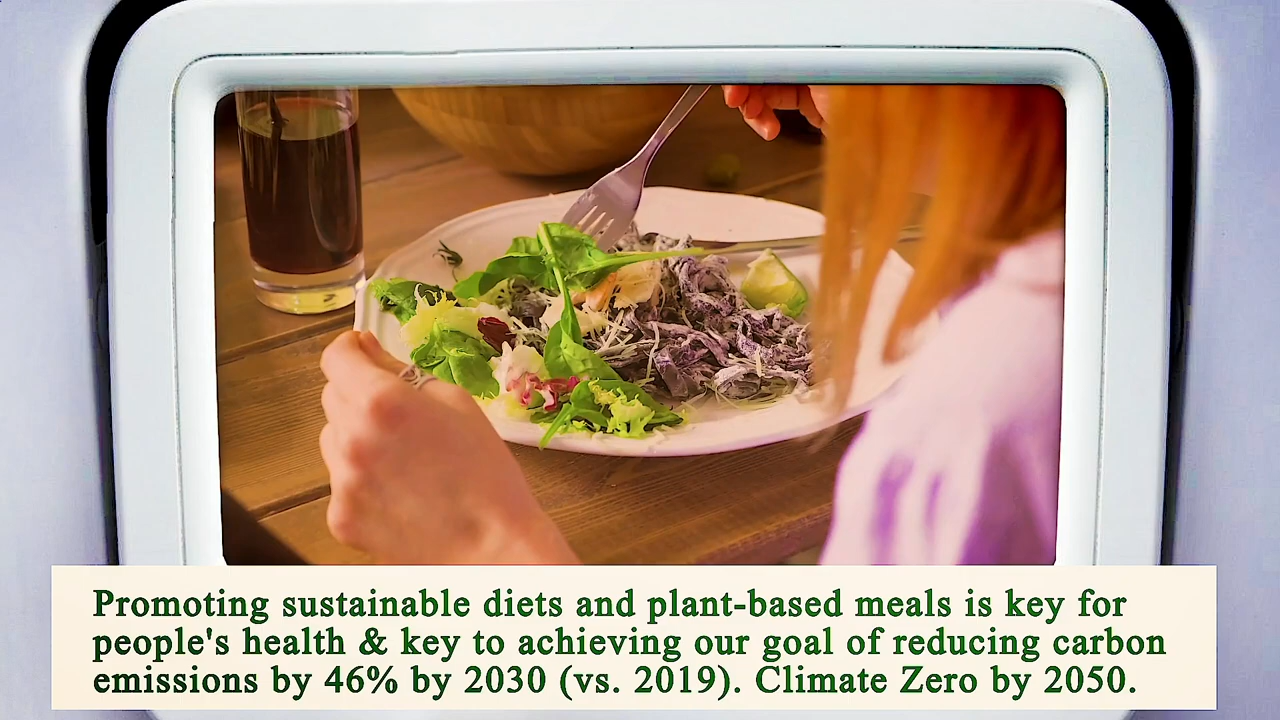 Promoting sustainable diets and plant-based meals is key for
people's health & key to achieving our goal of reducing carbon
emissions by 46% by 2030 (vs. 2019). Climate Zero by 2050.